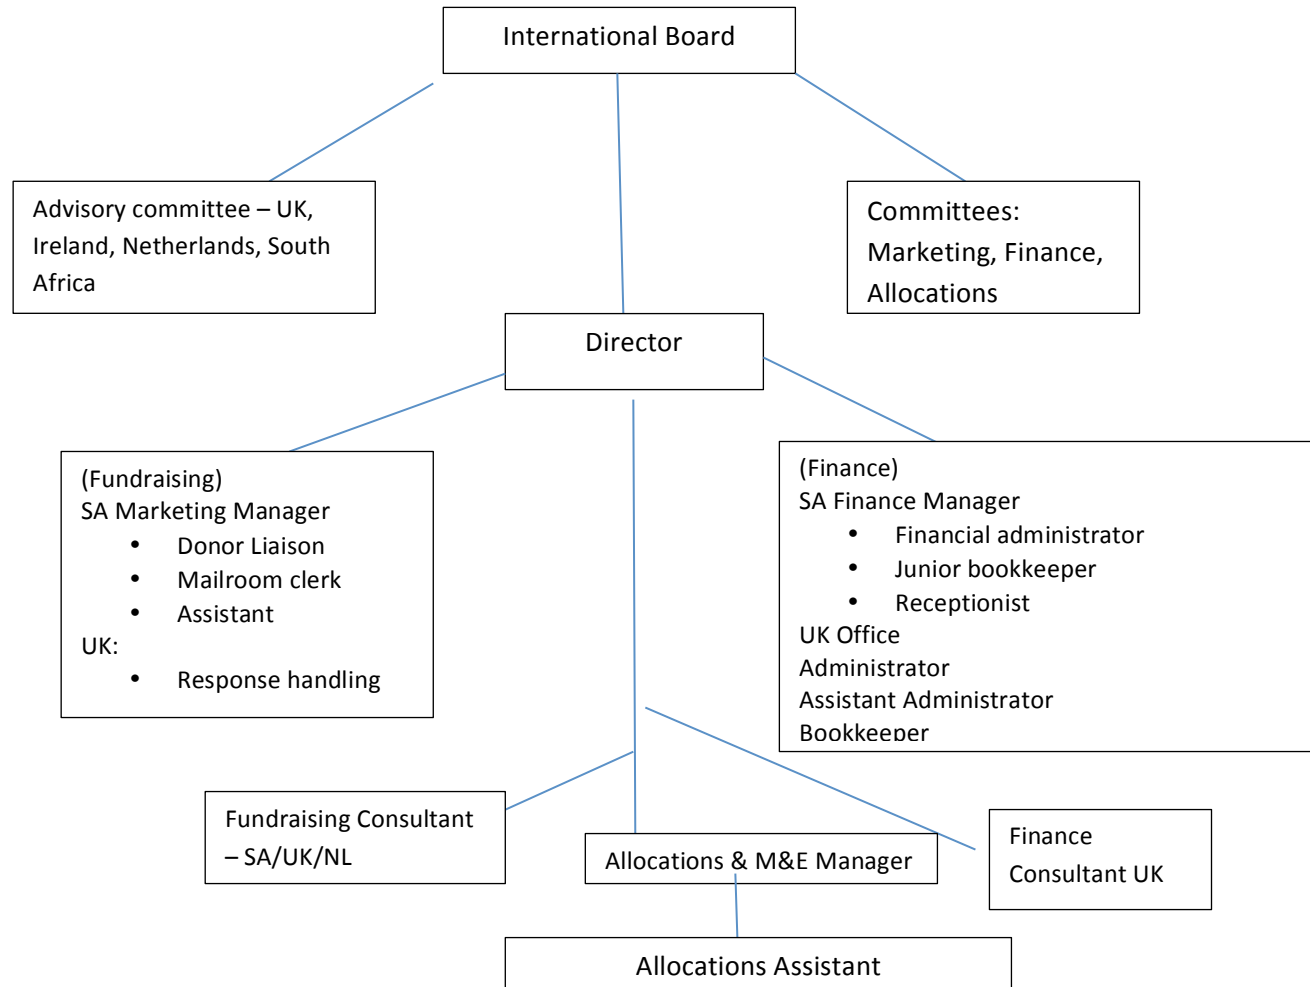 International Board
Advisory committee – UK,
Ireland, Netherlands, South
Africa
Committees:
Marketing, Finance,
Allocations
Director
(Fundraising)
SA Marketing Manager
• Donor Liaison
• Mailroom clerk
• Assistant
UK:
• Response handling
(Finance)
SA Finance Manager
• Financial administrator
• Junior bookkeeper
• Receptionist
UK Office
Administrator
Assistant Administrator
Bookkeeper
Fundraising Consultant
– SA/UK/NL
Allocations & M&E Manager
Finance
Consultant UK
Allocations Assistant